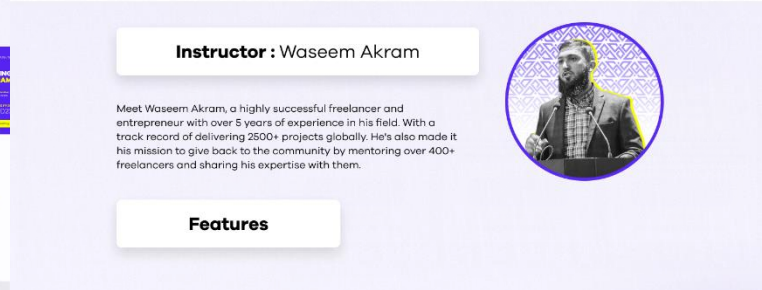 Instructor : Waseem Akram
Meet Waseem Akram, a highly successful freelancer and
entrepreneur with over 5 years of experience in his field. With a
track record of delivering 2500+ projects globally. He's also made it
his mission to give back to the community by mentoring over 400+
freelancers and sharing his expertise with them.
Features